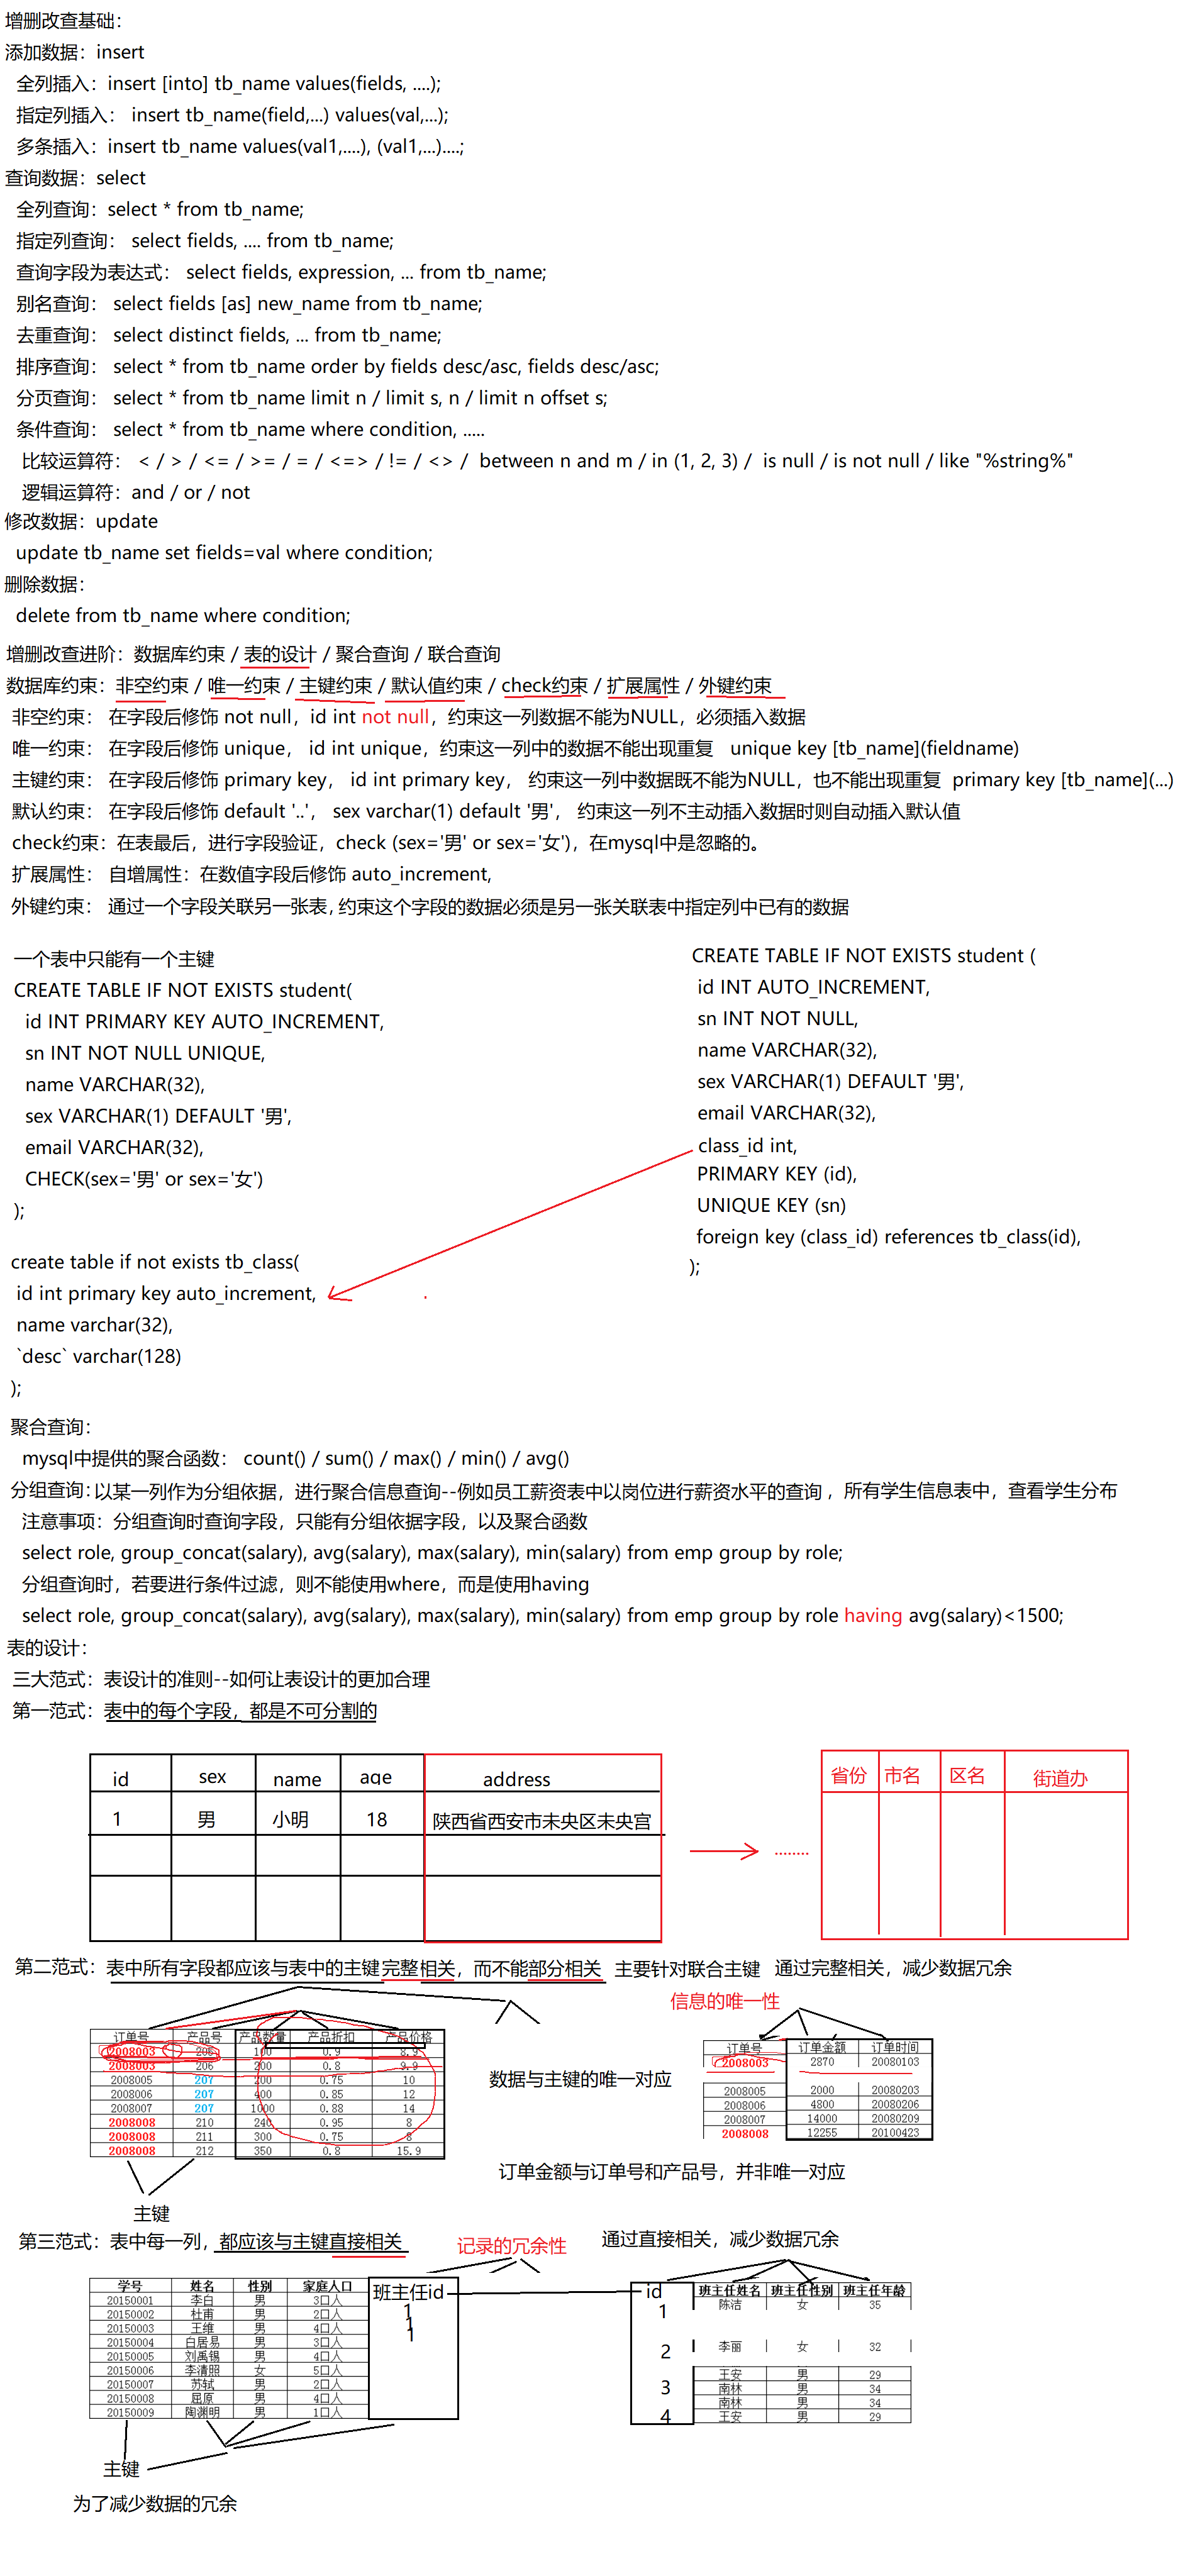 增删改查基础：
添加数据：insert
全列插入：insert [into] tb_name values(fields, ....);
指定列插入： insert tb_name(field,...) values(val,...);
多条插入：insert tb_name values(val1,....), (val1,...)....;
查询数据：select
全列查询：select * from tb_name;
指定列查询： select fields, .... from tb_name;
查询字段为表达式： select fields, expression, ... from tb_name;
别名查询： select fields [as] new_name from tb_name;
去重查询： select distinct fields, ... from tb_name;
排序查询： select * from tb_name order by fields desc/asc, fields desc/asc;
分页查询： select * from tb_name limit n / limit s, n / limit n offset s;
条件查询： select * from tb_name where condition, .....
比较运算符： < / > / <= / >= / = / <=> / != / <> / between n and m / in (1, 2, 3) / is null / is not null / like "%string%"
逻辑运算符：and / or / not
修改数据：update
update tb_name set fields=val where condition;
删除数据：
delete from tb_name where condition;
增删改查进阶：数据库约束 / 表的设计 / 聚合查询 / 联合查询
数据库约束：非空约束 / 唯一约束 / 主键约束 / 默认值约束 / check约束 / 扩展属性 / 外键约束
非空约束： 在字段后修饰 not null，id int not null，约束这一列数据不能为NULL，必须插入数据
唯一约束： 在字段后修饰 unique， id int unique，约束这一列中的数据不能出现重复 unique key [tb_name](fieldname)
主键约束： 在字段后修饰 primary key， id int primary key， 约束这一列中数据既不能为NULL，也不能出现重复 primary key [tb_name](...)
默认约束： 在字段后修饰 default '..'， sex varchar(1) default '男'， 约束这一列不主动插入数据时则自动插入默认值
check约束：在表最后，进行字段验证，check (sex='男' or sex='女')，在mysql中是忽略的。
扩展属性： 自增属性：在数值字段后修饰 auto_increment,
外键约束： 通过一个字段关联另一张表，约束这个字段的数据必须是另一张关联表中指定列中已有的数据
一个表中只能有一个主键
CREATE TABLE IF NOT EXISTS student(
id INT PRIMARY KEY AUTO_INCREMENT,
sn INT NOT NULL UNIQUE,
name VARCHAR(32),
sex VARCHAR(1) DEFAULT '男',
email VARCHAR(32),
CHECK(sex='男' or sex='女')
);
CREATE TABLE IF NOT EXISTS student (
id INT AUTO_INCREMENT,
sn INT NOT NULL,
name VARCHAR(32),
sex VARCHAR(1) DEFAULT '男',
email VARCHAR(32),
class_id int,
PRIMARY KEY (id),
UNIQUE KEY (sn)
foreign key (class_id) references tb_class(id),
);
create table if not exists tb_class(
id int primary key auto_increment,
name varchar(32),
`desc` varchar(128)
);
聚合查询：
mysql中提供的聚合函数： count() / sum() / max() / min() / avg()
分组查询：以某一列作为分组依据，进行聚合信息查询--例如员工薪资表中以岗位进行薪资水平的查询 ，所有学生信息表中，查看学生分布
注意事项：分组查询时查询字段，只能有分组依据字段，以及聚合函数
select role, group_concat(salary), avg(salary), max(salary), min(salary) from emp group by role;
分组查询时，若要进行条件过滤，则不能使用where，而是使用having
select role, group_concat(salary), avg(salary), max(salary), min(salary) from emp group by role having avg(salary)<1500;
表的设计：
三大范式：表设计的准则--如何让表设计的更加合理
第一范式：表中的每个字段，都是不可分割的
id sex name age address
1 男 小明 18 陕西省西安市未央区未央宫
........
省份 市名 区名 街道办
第二范式：表中所有字段都应该与表中的主键完整相关，而不能部分相关 主要针对联合主键 通过完整相关，减少数据冗余
信息的唯一性
订单号 产品号 产品数量 产品折扣 产品价格
2008003 205 100 0.9 8.9
2008003 206 200 0.8 9.9
2008005 207 200 0.75 10
2008006 207 400 0.85 12
2008007 207 1000 0.88 14
2008008 210 240 0.95 8
2008008 211 300 0.75 8
2008008 212 350 0.8 15.9
主键
数据与主键的唯一对应
订单号 订单金额 订单时间
2008003 2870 20080103
2008005 2000 20080203
2008006 4800 20080206
2008007 14000 20080209
2008008 12255 20100423
订单金额与订单号和产品号，并非唯一对应
第三范式：表中每一列，都应该与主键直接相关
记录的冗余性
通过直接相关，减少数据冗余
学号 姓名 性别 家庭人口 班主任id
20150001 李白 男 3口人 1
20150002 杜甫 男 2口人 1
20150003 王维 男 4口人 1
20150004 白居易 男 3口人
20150005 刘禹锡 男 4口人
20150006 李清照 女 5口人
20150007 苏轼 男 2口人
20150008 屈原 男 4口人
20150009 陶渊明 男 1口人
id 班主任姓名 班主任性别 班主任年龄
1 陈洁 女 35
2 李丽 女 32
王安 男 29
3 南林 男 34
南林 男 34
4 王安 男 29
主键
为了减少数据的冗余